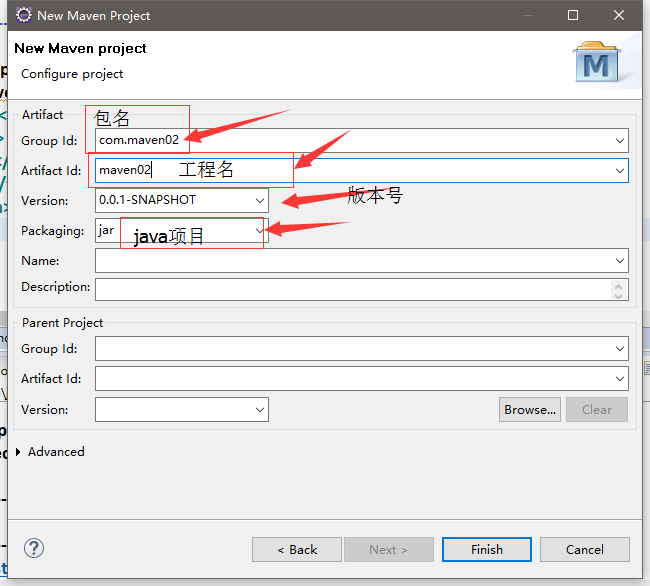 New Maven Project
New Maven project
Configure project
Artifact
包名
Group Id: com.maven02
Artifact Id: maven02 工程名
Version: 0.0.1-SNAPSHOT 版本号
Packaging: jar java项目
Name:
Description:
Parent Project
Group Id:
Artifact Id:
Version: Browse... Clear
Advanced
< Back Next > Finish Cancel